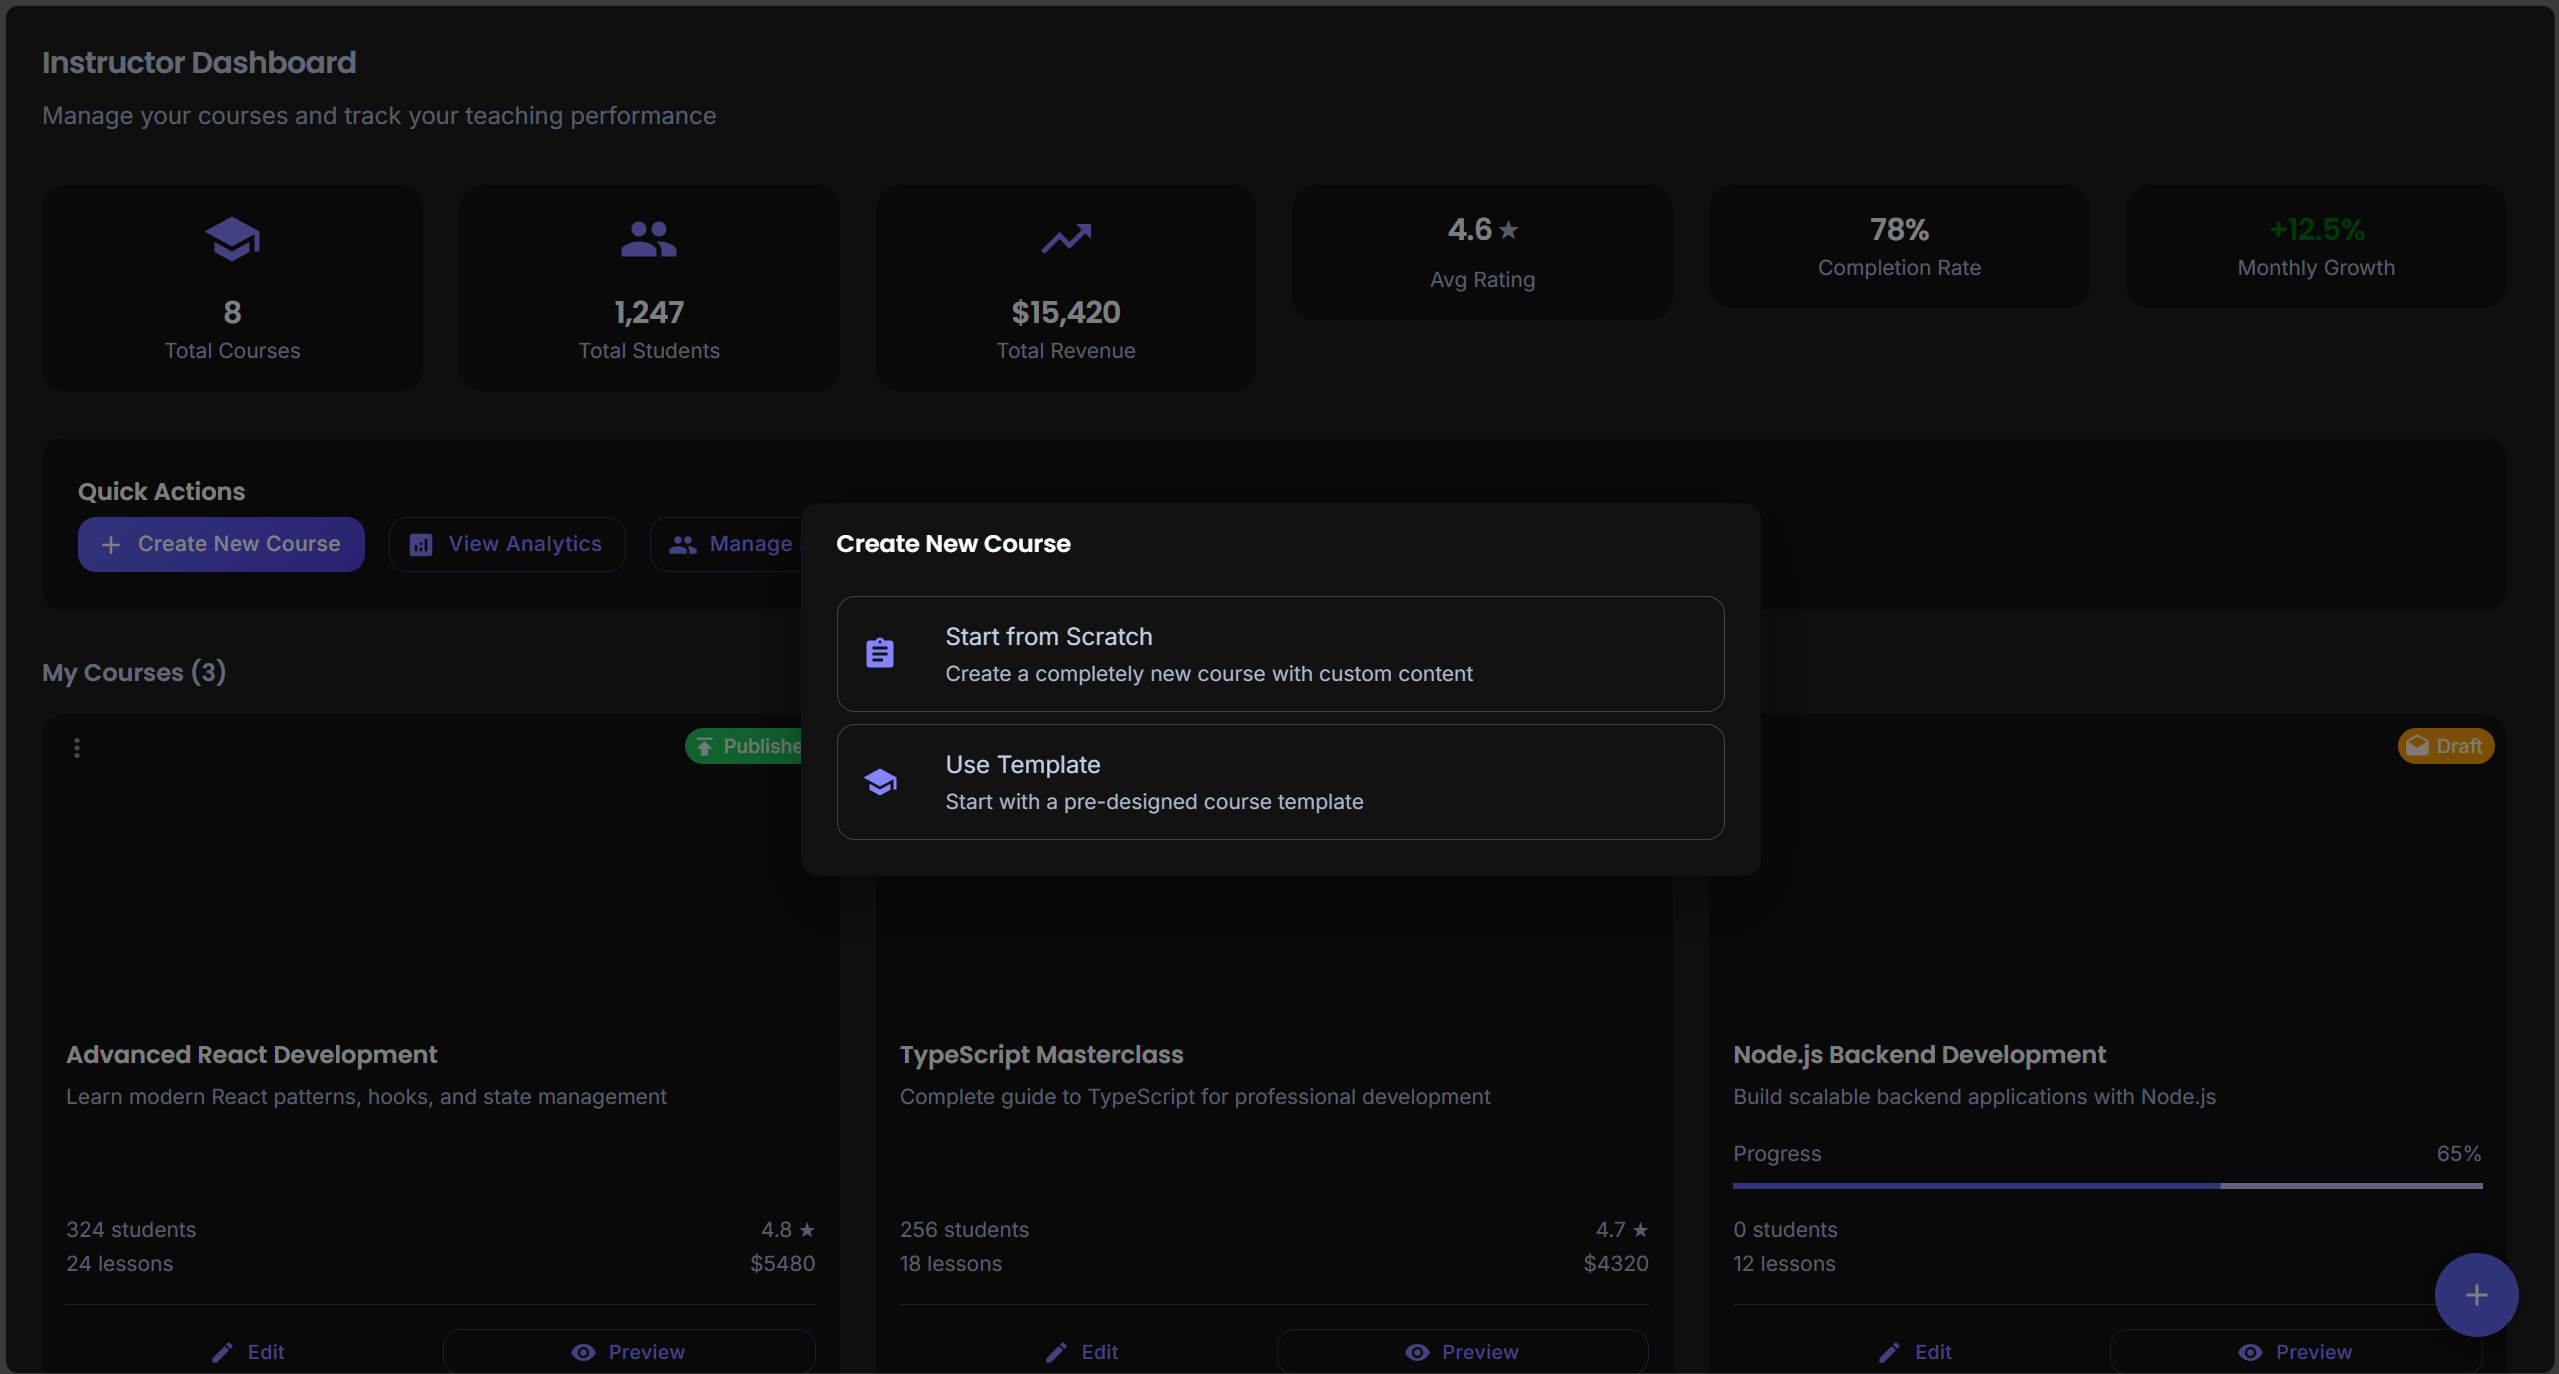 Instructor Dashboard
Manage your courses and track your teaching performance
8
Total Courses
1,247
Total Students
$15,420
Total Revenue
4.6 ★
Avg Rating
78%
Completion Rate
+12.5%
Monthly Growth
Quick Actions
Create New Course
View Analytics
Manage
Create New Course
Start from Scratch
Create a completely new course with custom content
Use Template
Start with a pre-designed course template
My Courses (3)
Publishe
Draft
Advanced React Development
Learn modern React patterns, hooks, and state management
324 students
4.8 ★
24 lessons
$5480
Edit
Preview
TypeScript Masterclass
Complete guide to TypeScript for professional development
256 students
4.7 ★
18 lessons
$4320
Edit
Preview
Node.js Backend Development
Build scalable backend applications with Node.js
Progress
65%
0 students
12 lessons
Edit
Preview